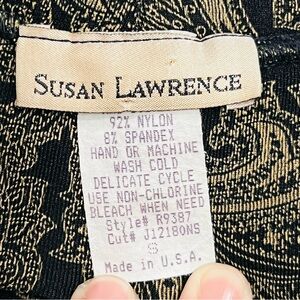 SUSAN LAWRENCE
92% NYLON
8% SPANDEX
HAND OR MACHINE
WASH COLD
DELICATE CYCLE
USE NON-CHLORINE
BLEACH WHEN NEED
Style# R9387
Cut# J12180NS
S
Made in U.S.A.